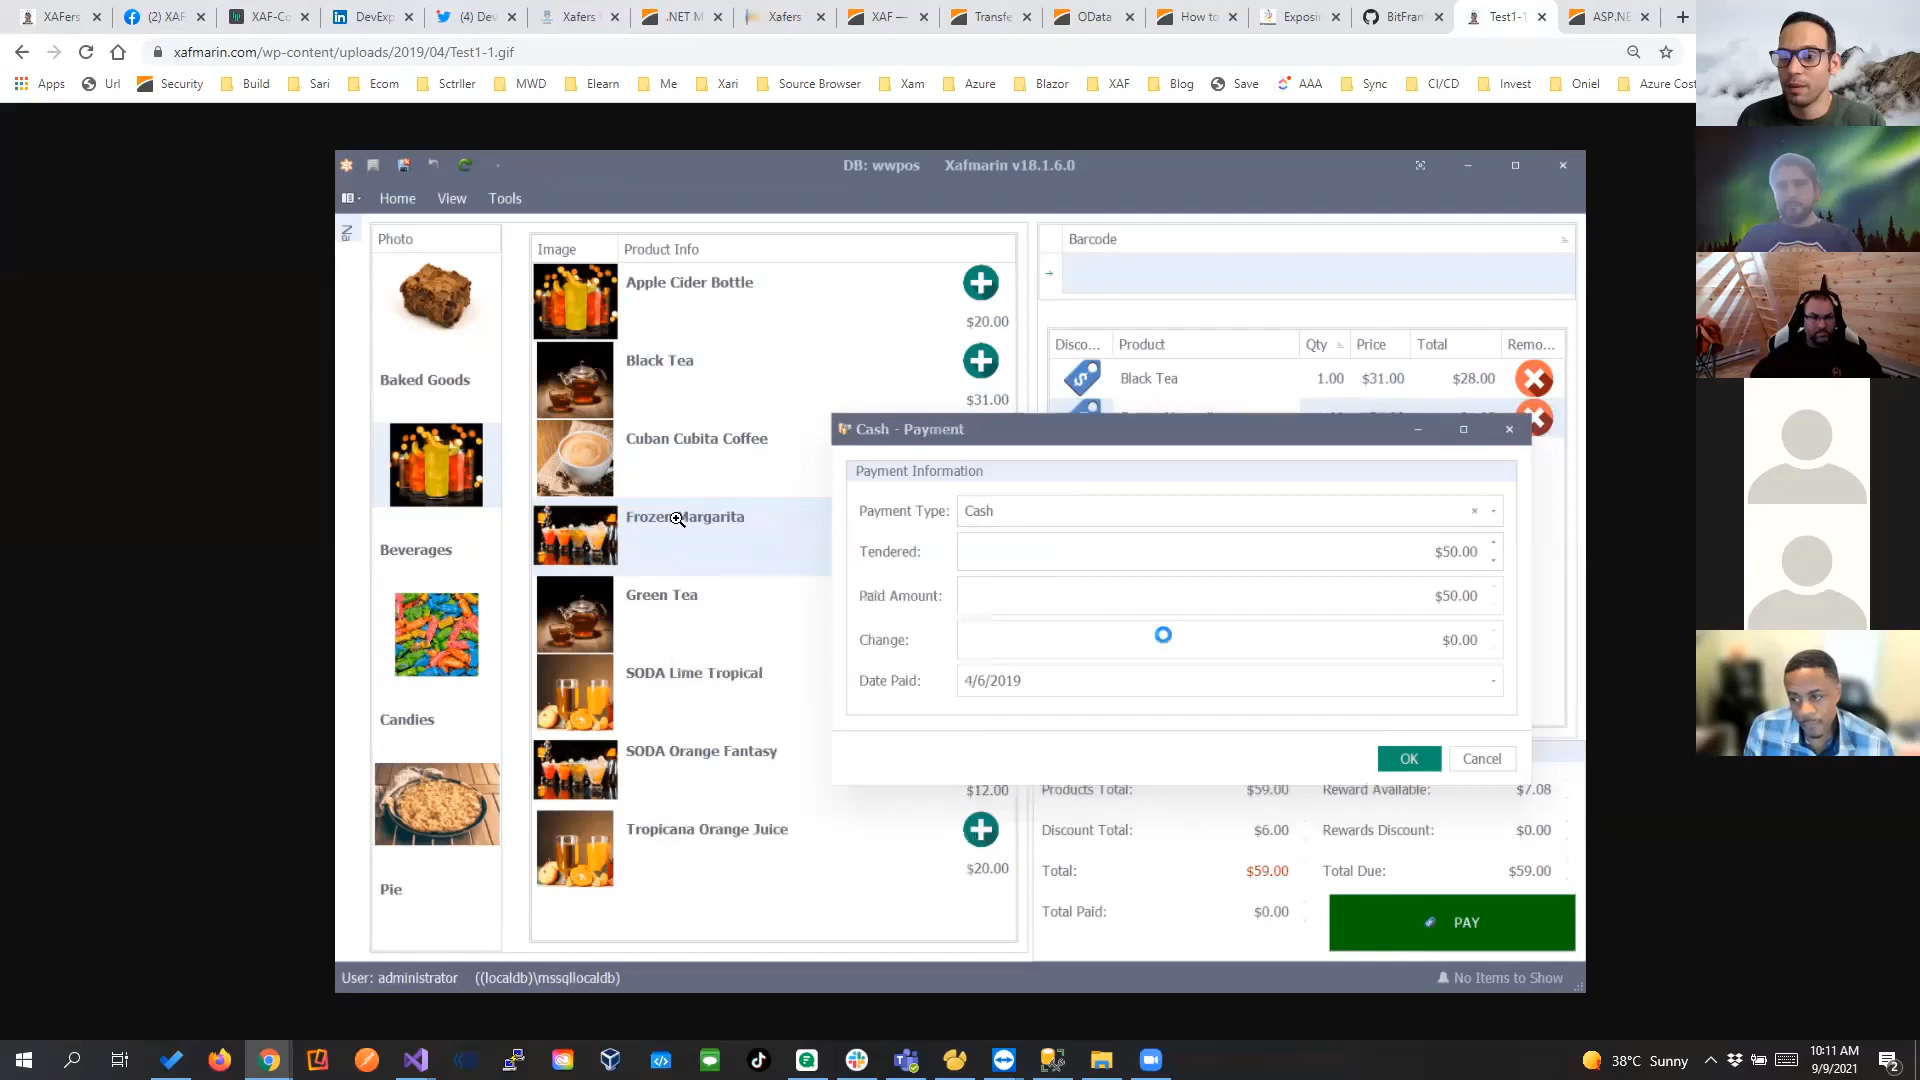 XAFers
(2) XAF
XAF-Co
DevExp
(4) Dev
Xafers
.NET M
Xafers
XAF —
Transfe
OData
How to
Exposi
BitFran
Test1-1
ASP.NE
xafmarin.com/wp-content/uploads/2019/04/Test1-1.gif
Apps
Url
Security
Build
Sari
Ecom
Sctrller
MWD
Elearn
Me
Xari
Source Browser
Xam
Azure
Blazor
XAF
Blog
Save
AAA
Sync
CI/CD
Invest
Oniel
Azure Cost
DB: wwpos Xafmarin v18.1.6.0
Home View Tools
Na
Photo
Baked Goods
Beverages
Candies
Pie
Image Product Info
Apple Cider Bottle
$20.00
Black Tea
$31.00
Cuban Cubita Coffee
Frozen Margarita
Green Tea
SODA Lime Tropical
SODA Orange Fantasy
$12.00
Tropicana Orange Juice
$20.00
Barcode
Disco... Product Qty Price Total Remo...
Black Tea 1.00 $31.00 $28.00
Cash - Payment
Payment Information
Payment Type: Cash
Tendered: $50.00
Paid Amount: $50.00
Change: $0.00
Date Paid: 4/6/2019
OK Cancel
Products Total: $59.00 Reward Available: $7.08
Discount Total: $6.00 Rewards Discount: $0.00
Total: $59.00 Total Due: $59.00
Total Paid: $0.00
PAY
User: administrator ((localdb)\mssqllocaldb)
No Items to Show
38°C Sunny
10:11 AM
9/9/2021
2